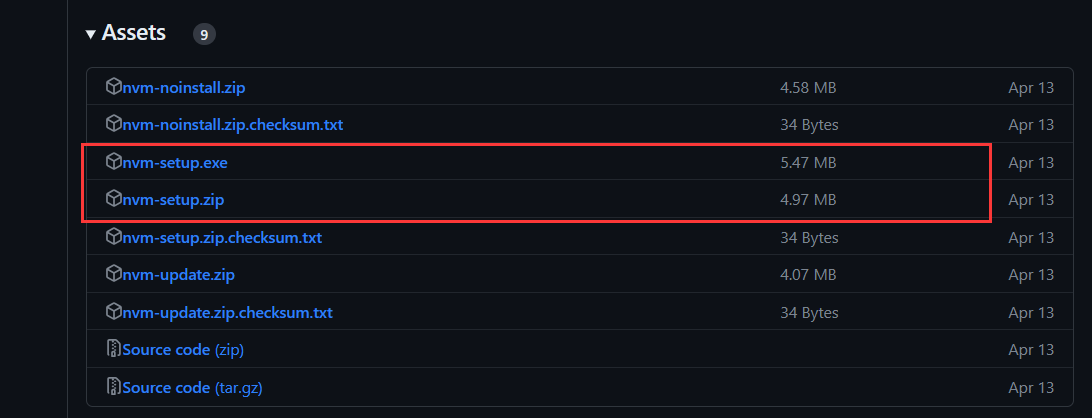 Assets 9
nvm-noinstall.zip 4.58 MB Apr 13
nvm-noinstall.zip.checksum.txt 34 Bytes Apr 13
nvm-setup.exe 5.47 MB Apr 13
nvm-setup.zip 4.97 MB Apr 13
nvm-setup.zip.checksum.txt 34 Bytes Apr 13
nvm-update.zip 4.07 MB Apr 13
nvm-update.zip.checksum.txt 34 Bytes Apr 13
Source code (zip) Apr 13
Source code (tar.gz) Apr 13